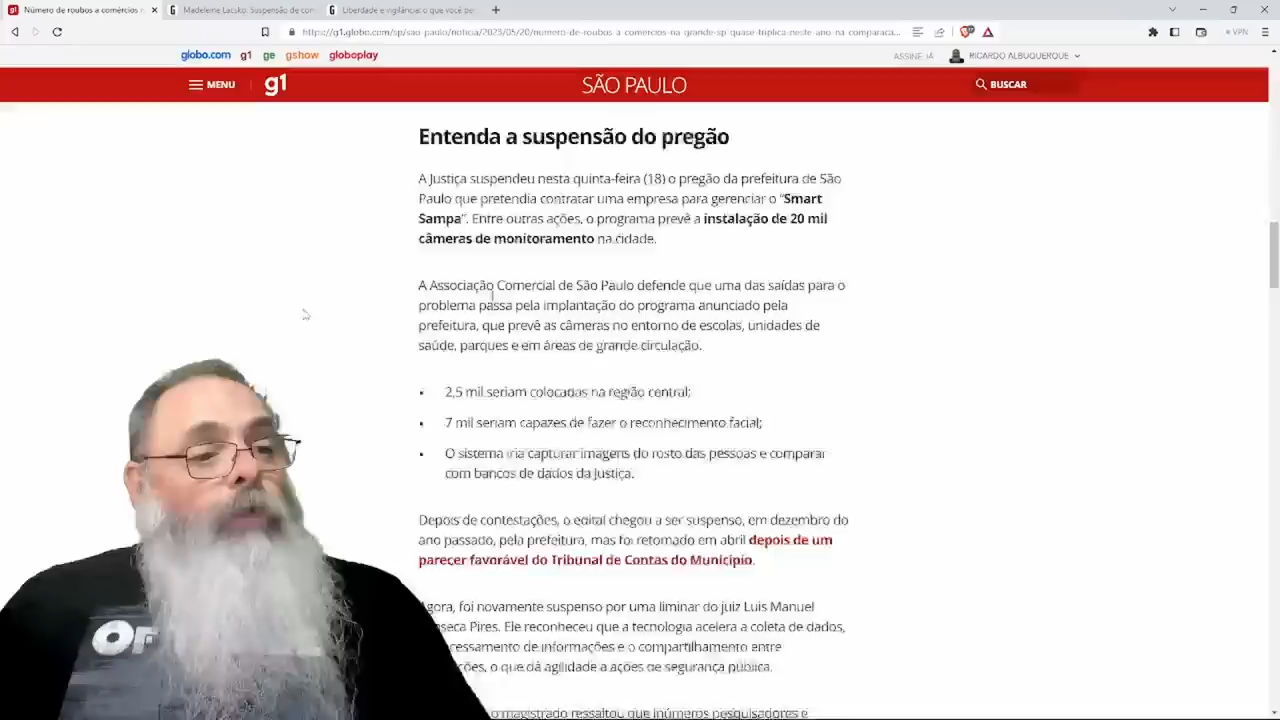 Número de roubos a comércios n
Madeleine Lacsko: Suspensão de con
Liberdade e vigilância: o que você pe
https://g1.globo.com/sp/sao-paulo/noticia/2023/05/20/numero-de-roubos-a-comercios-na-grande-sp-quase-triplica-neste-ano-na-comparaca...
VPN
globo.com g1 ge gshow globoplay
ASSINE JÁ RICARDO ALBUQUERQUE
MENU g1 SÃO PAULO BUSCAR
Entenda a suspensão do pregão
A Justiça suspendeu nesta quinta-feira (18) o pregão da prefeitura de São
Paulo que pretendia contratar uma empresa para gerenciar o “Smart
Sampa”. Entre outras ações, o programa prevê a instalação de 20 mil
câmeras de monitoramento na cidade.
A Associação Comercial de São Paulo defende que uma das saídas para o
problema passa pela implantação do programa anunciado pela
prefeitura, que prevê as câmeras no entorno de escolas, unidades de
saúde, parques e em áreas de grande circulação.
2,5 mil seriam colocadas na região central;
7 mil seriam capazes de fazer o reconhecimento facial;
O sistema iria capturar imagens do rosto das pessoas e comparar
com bancos de dados da Justiça.
Depois de contestações, o edital chegou a ser suspenso, em dezembro do
ano passado, pela prefeitura, mas foi retomado em abril depois de um
parecer favorável do Tribunal de Contas do Município.
Agora, foi novamente suspenso por uma liminar do juiz Luis Manuel
nseca Pires. Ele reconheceu que a tecnologia acelera a coleta de dados,
cessamento de informações e o compartilhamento entre
ções, o que dá agilidade a ações de segurança pública.
o magistrado ressaltou que inúmeros pesquisadores e
OF